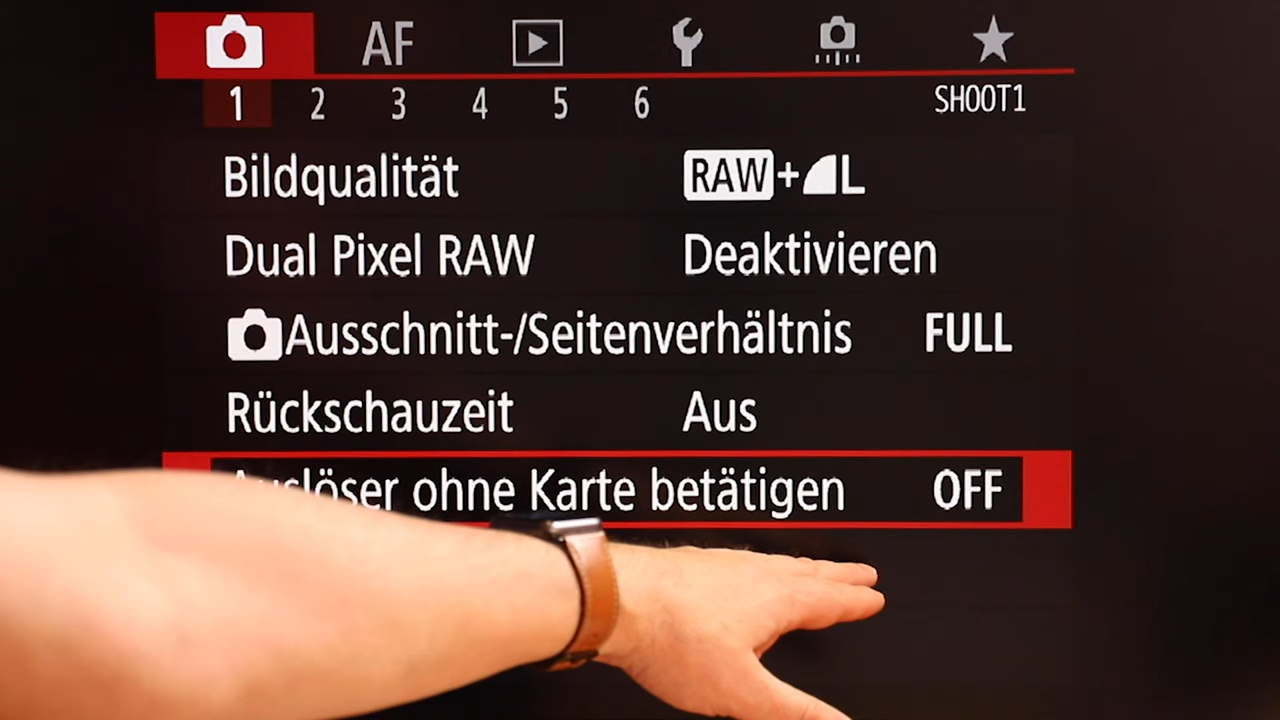 AF
1 2 3 4 5 6 SHOOT1
Bildqualität RAW+L
Dual Pixel RAW Deaktivieren
Ausschnitt-/Seitenverhältnis FULL
Rückschauzeit Aus
Auslöser ohne Karte betätigen OFF